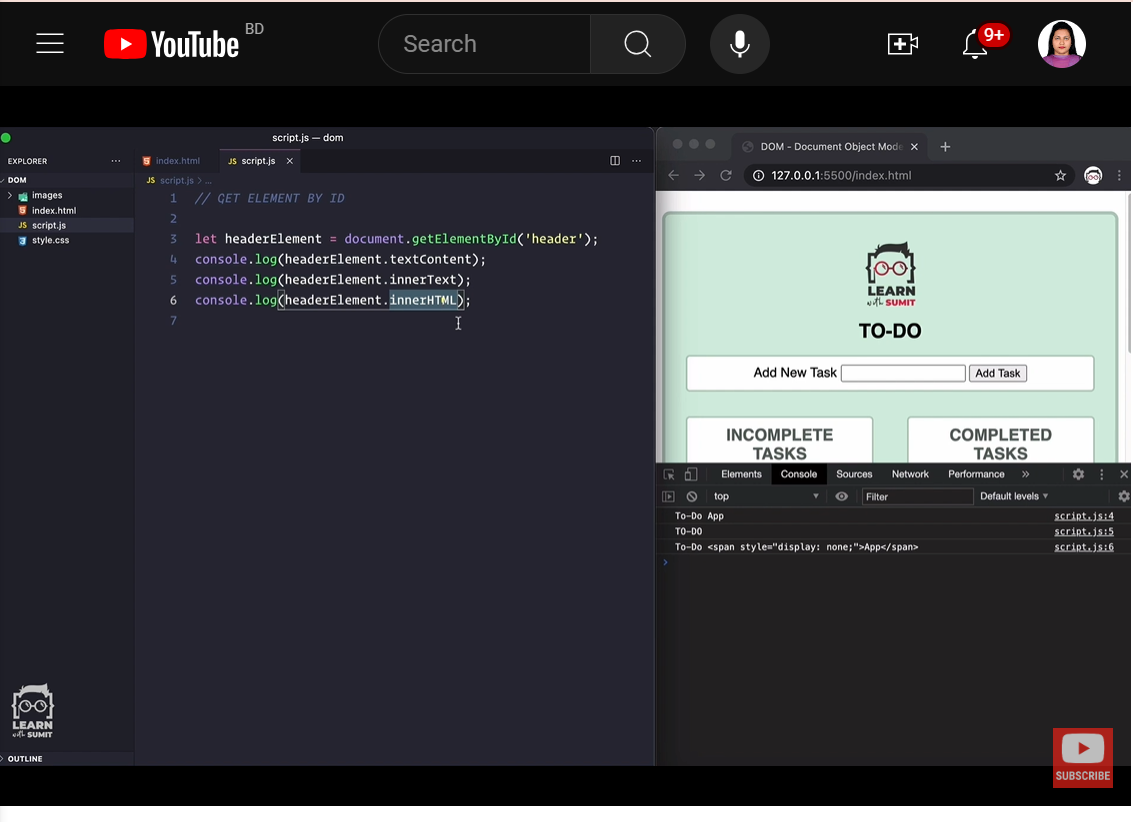 YouTube BD
Search
9+
script.js — dom
EXPLORER
DOM
images
index.html
script.js
style.css
OUTLINE
index.html
JS script.js
JS script.js > ...
1 // GET ELEMENT BY ID
2
3 let headerElement = document.getElementById('header');
4 console.log(headerElement.textContent);
5 console.log(headerElement.innerText);
6 console.log(headerElement.innerHTML);
7
LEARN
with SUMIT
DOM - Document Object Mode
127.0.0.1:5500/index.html
LEARN
with SUMIT
TO-DO
Add New Task
Add Task
INCOMPLETE
TASKS
COMPLETED
TASKS
Elements Console Sources Network Performance »
top Filter Default levels
To-Do App script.js:4
TO-DO script.js:5
To-Do <span style="display: none;">App</span> script.js:6
SUBSCRIBE